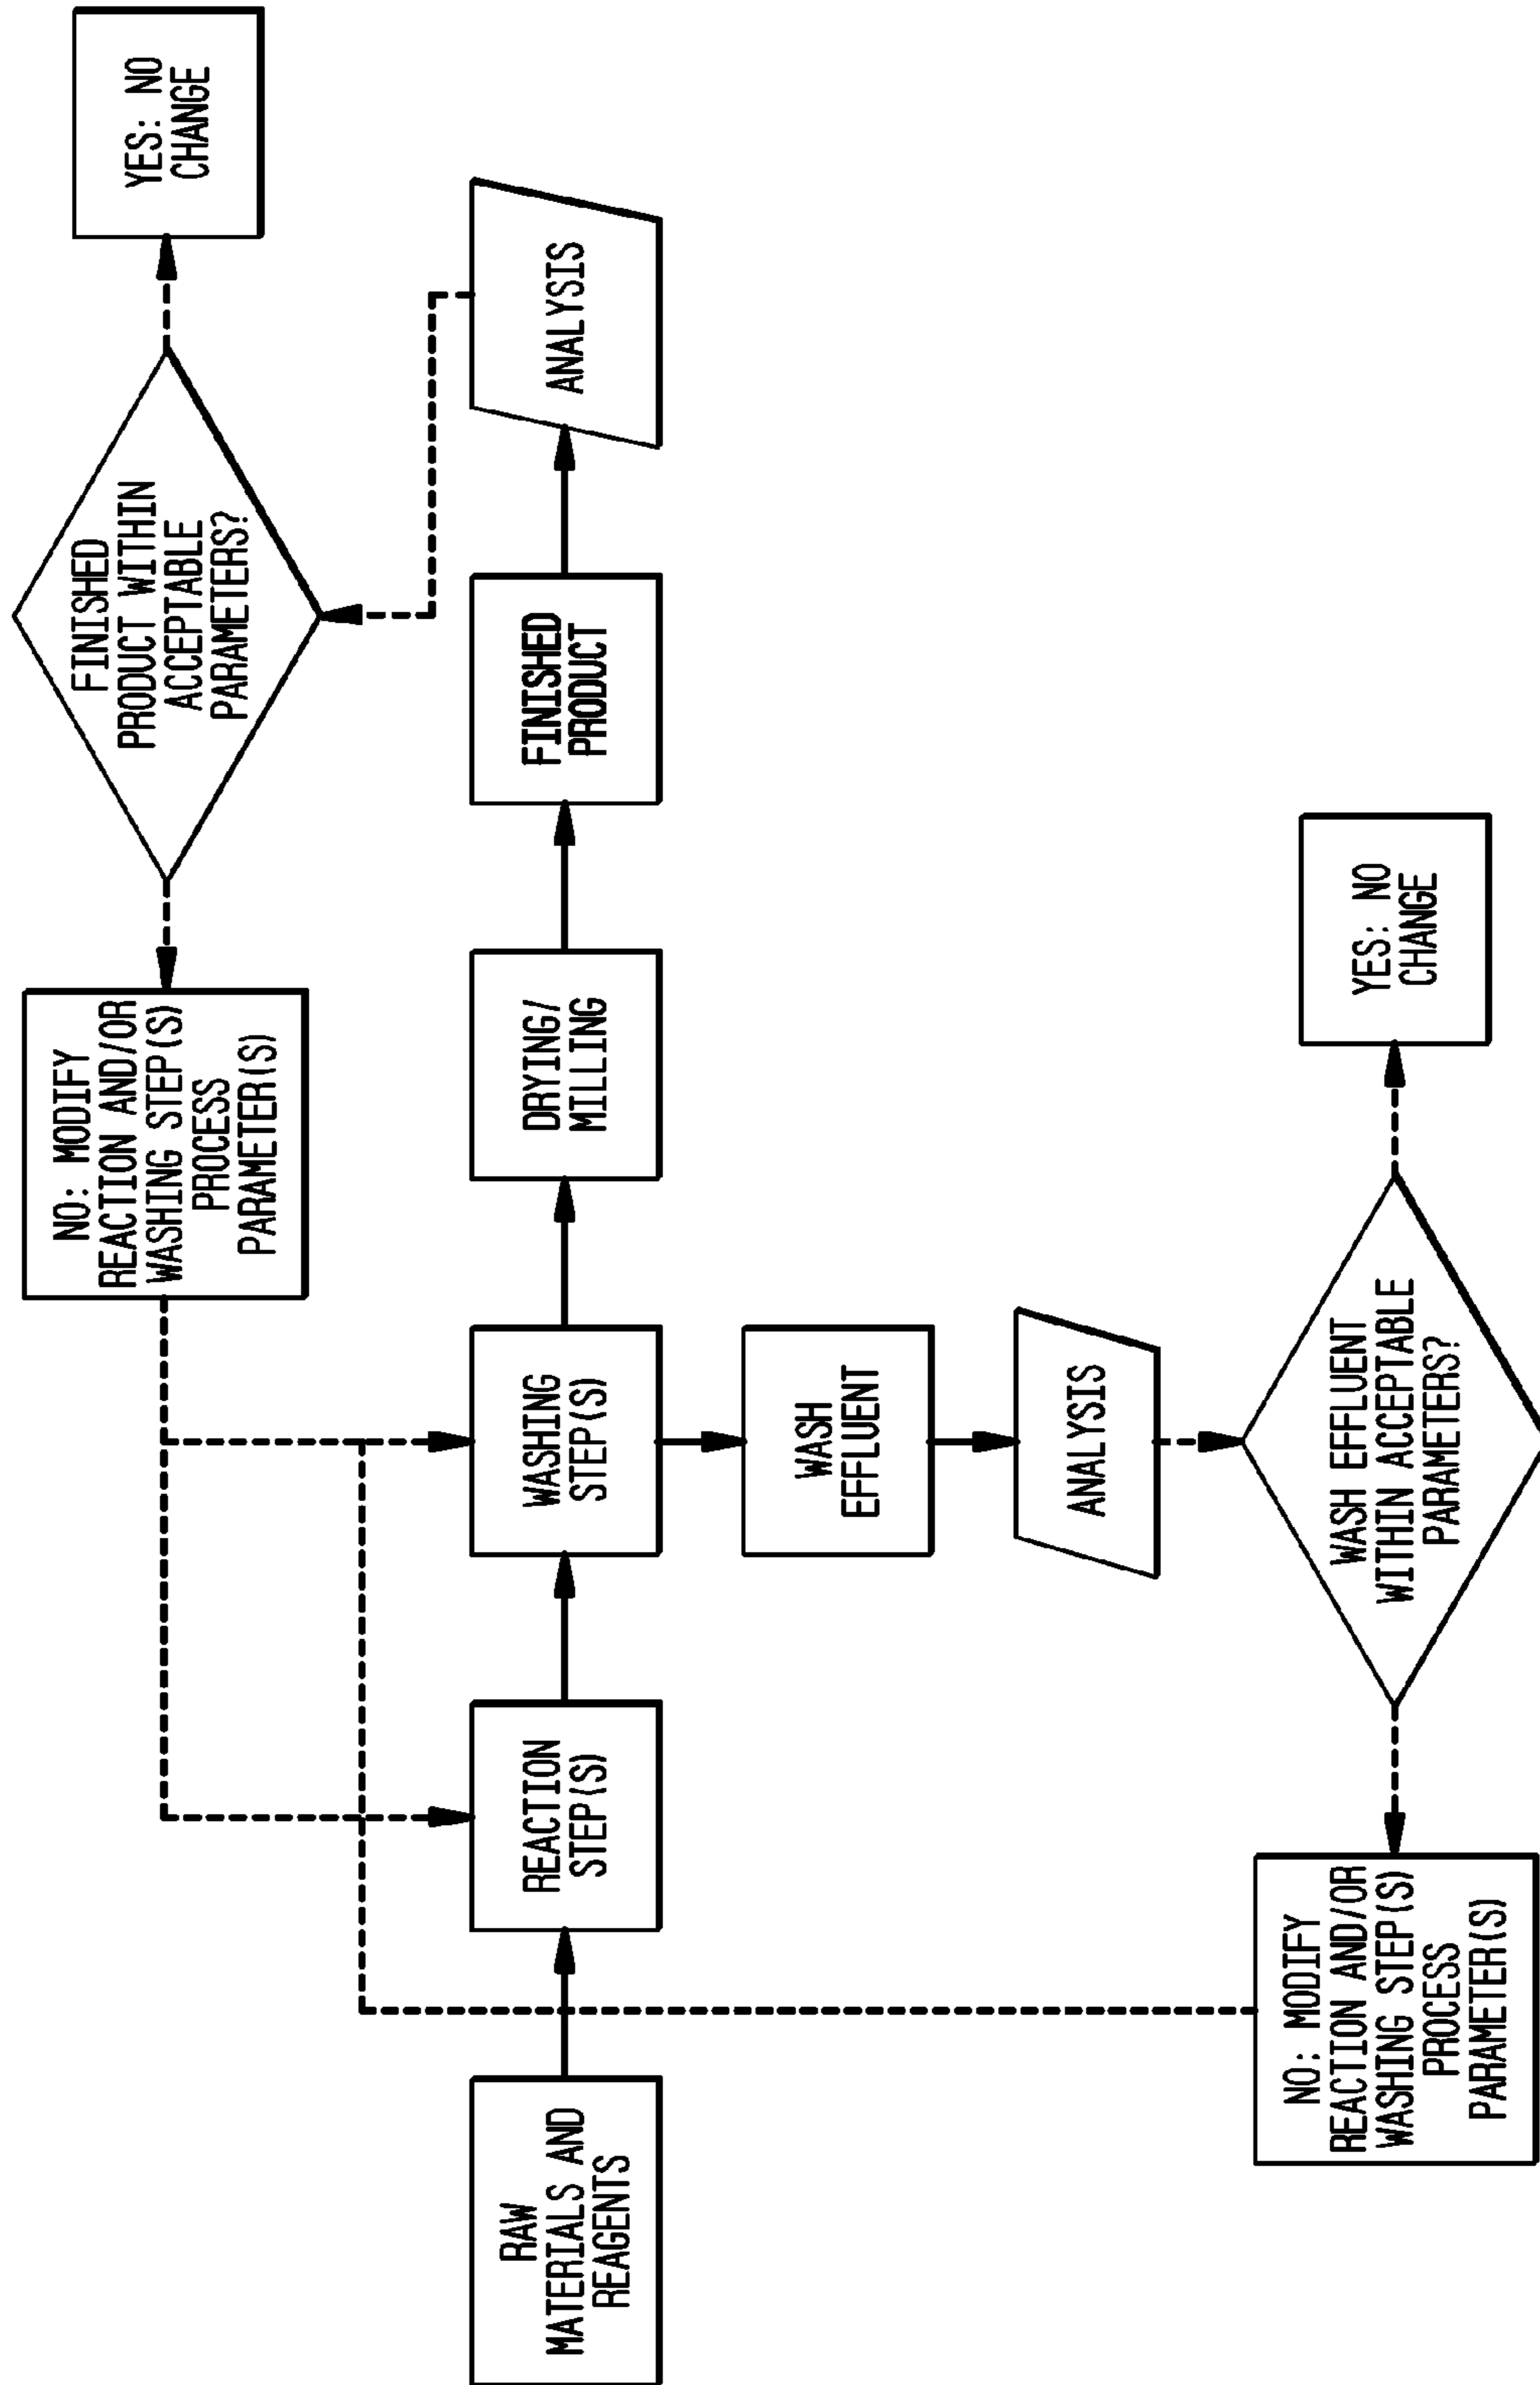 NO: MODIFY
REACTION AND/OR
WASHING STEP(S)
PROCESS
PARAMETER(S)
FINISHED
PRODUCT WITHIN
ACCEPTABLE
PARAMETERS?
YES: NO
CHANGE
RAW
MATERIALS AND
REAGENTS
REACTION
STEP(S)
WASHING
STEP(S)
DRYING/
MILLING
FINISHED
PRODUCT
ANALYSIS
WASH
EFFLUENT
ANALYSIS
NO: MODIFY
REACTION AND/OR
WASHING STEP(S)
PROCESS
PARAMETER(S)
WASH EFFLUENT
WITHIN ACCEPTABLE
PARAMETERS?
YES: NO
CHANGE